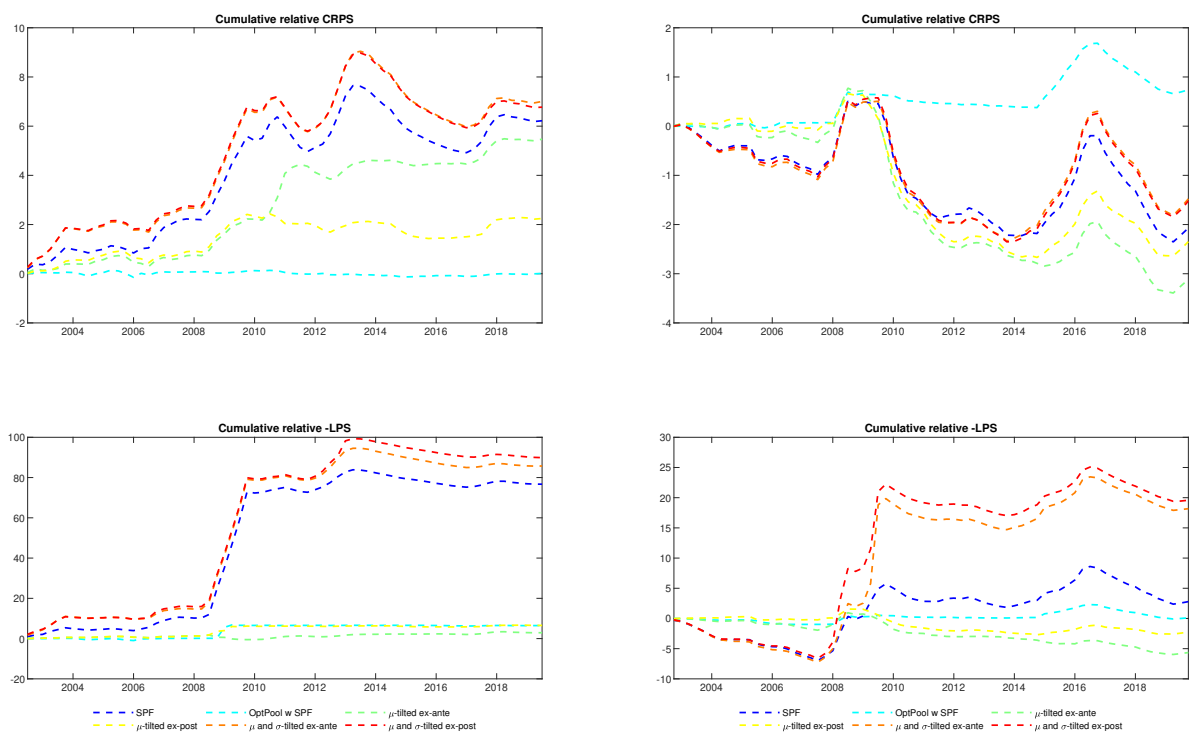 Cumulative relative CRPS
10
8
6
4
2
0
-2
2004 2006 2008 2010 2012 2014 2016 2018
Cumulative relative CRPS
2
1
0
-1
-2
-3
-4
2004 2006 2008 2010 2012 2014 2016 2018
Cumulative relative -LPS
100
80
60
40
20
0
-20
2004 2006 2008 2010 2012 2014 2016 2018
SPF OptPool w SPF μ-tilted ex-ante
μ-tilted ex-post μ and σ-tilted ex-ante μ and σ-tilted ex-post
Cumulative relative -LPS
30
25
20
15
10
5
0
-5
-10
2004 2006 2008 2010 2012 2014 2016 2018
SPF OptPool w SPF μ-tilted ex-ante
μ-tilted ex-post μ and σ-tilted ex-ante μ and σ-tilted ex-post